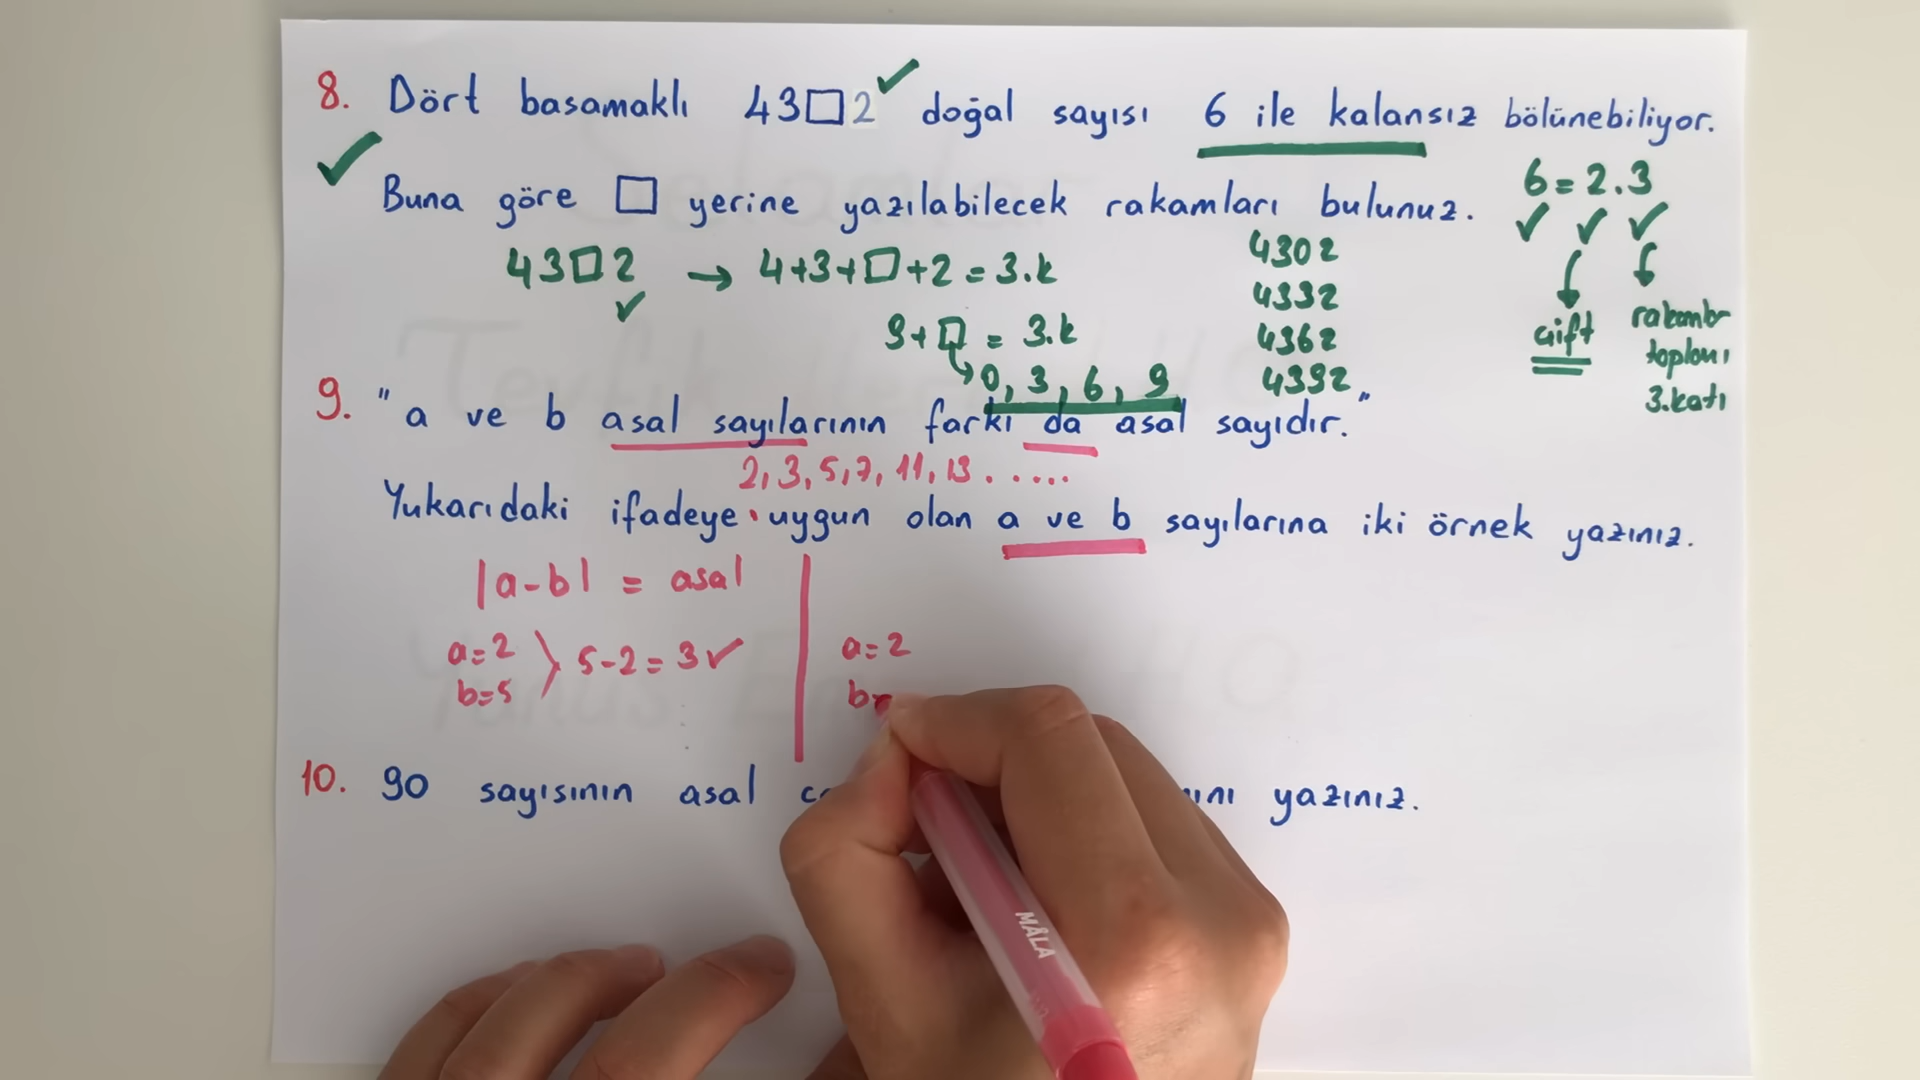 8. Dört basamaklı 43□2 ✓ doğal sayısı 6 ile kalansız bölünebiliyor.
✓ Buna göre □ yerine yazılabilecek rakamları bulunuz.
6=2.3
✓ ✓ ✓
çift
rakamlar
toplamı
3.katı
43□2 → 4+3+□+2=3.k
✓
9+□ = 3.k
0, 3, 6, 9
4302
4332
4362
4392
9. "a ve b asal sayılarının farkı da asal sayıdır."
2, 3, 5, 7, 11, 13......
Yukarıdaki ifadeye uygun olan a ve b sayılarına iki örnek yazınız.
|a-b| = asal
a=2
b=5
5-2=3✓
a=2
b=
10. 90 sayısının asal yazınız.
MÅLA